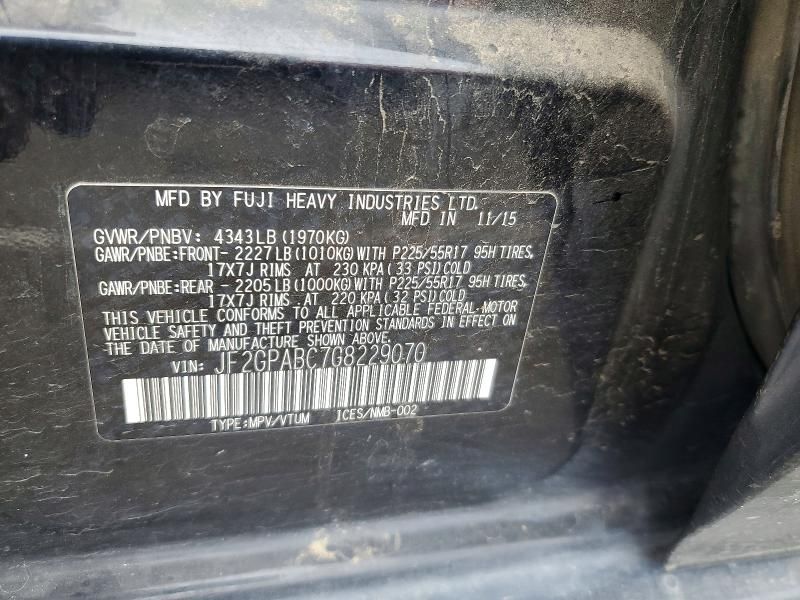 MFD BY FUJI HEAVY INDUSTRIES LTD.
MFD IN 11/15
GVWR/PNBV: 4343LB (1970KG)
GAWR/PNBE:FRONT- 2227LB (1010KG) WITH P225/55R17 95H TIRES,
17X7J RIMS AT 230 KPA (33 PSI) COLD
GAWR/PNBE:REAR - 2205LB (1000KG) WITH P225/55R17 95H TIRES,
17X7J RIMS AT 220 KPA (32 PSI) COLD
THIS VEHICLE CONFORMS TO ALL APPLICABLE FEDERAL MOTOR
VEHICLE SAFETY AND THEFT PREVENTION STANDARDS IN EFFECT ON
THE DATE OF MANUFACTURE SHOWN ABOVE.
VIN: JF2GPABC7G8229070
TYPE:MPV/VTUM ICES/NMB-002